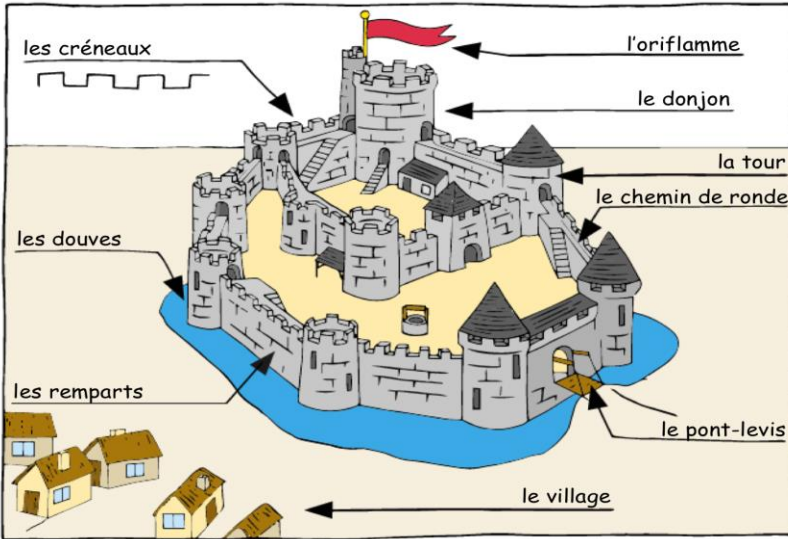 les créneaux
l'oriflamme
le donjon
la tour
le chemin de ronde
les douves
les remparts
le pont-levis
le village